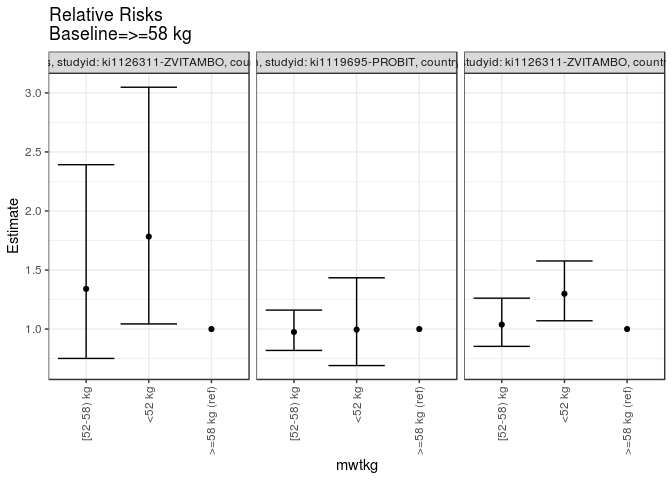 Relative Risks
Baseline=>=58 kg
s, studyid: ki1126311-ZVITAMBO, cou
, studyid: ki1119695-PROBIT, country
studyid: ki1126311-ZVITAMBO, countr
Estimate
3.0
2.5
2.0
1.5
1.0
[52-58) kg
<52 kg
>=58 kg (ref)
[52-58) kg
<52 kg
>=58 kg (ref)
[52-58) kg
<52 kg
>=58 kg (ref)
mwtkg